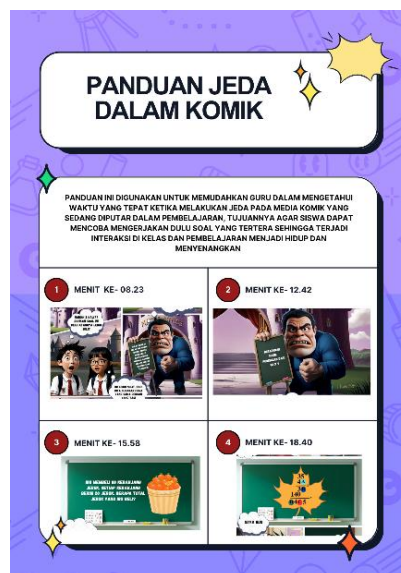 PANDUAN JEDA
DALAM KOMIK
PANDUAN INI DIGUNAKAN UNTUK MEMUDAHKAN GURU DALAM MENGETAHUI
WAKTU YANG TEPAT KETIKA MELAKUKAN JEDA PADA MEDIA KOMIK YANG
SEDANG DIPUTAR DALAM PEMBELAJARAN, TUJUANNYA AGAR SISWA DAPAT
MENCOBA MENGERJAKAN DULU SOAL YANG TERTERA SEHINGGA TERJADI
INTERAKSI DI KELAS DAN PEMBELAJARAN MENJADI HIDUP DAN
MENYENANGKAN
1 MENIT KE- 08.23
2 MENIT KE- 12.42
3 MENIT KE- 15.58
4 MENIT KE- 18.40